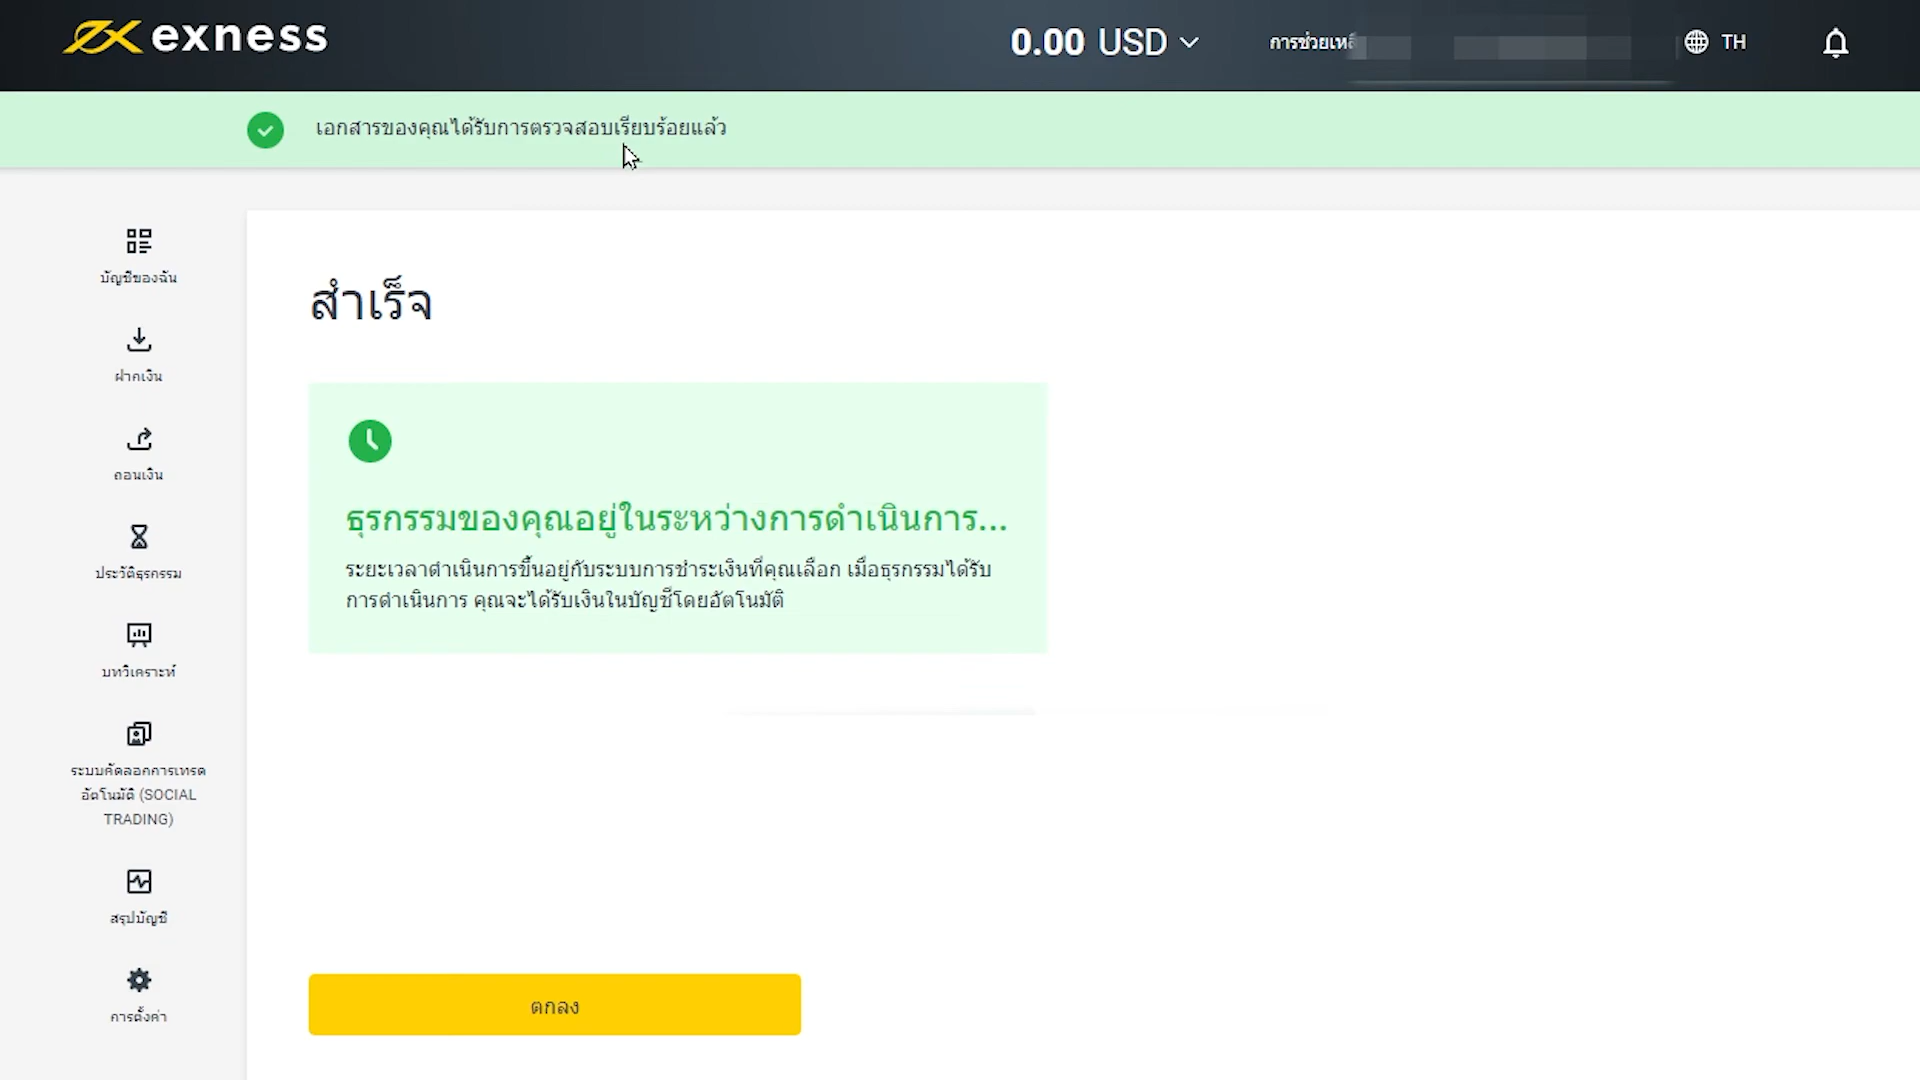 exness
0.00 USD
การช่วยเหลื
TH
เอกสารของคุณได้รับการตรวจสอบเรียบร้อยแล้ว
บัญชีของฉัน
ฝากเงิน
ถอนเงิน
ประวัติธุรกรรม
บทวิเคราะห์
ระบบคัดลอกการเทรด
อัตโนมัติ (SOCIAL
TRADING)
สรุปบัญชี
การตั้งค่า
สำเร็จ
ธุรกรรมของคุณอยู่ในระหว่างการดำเนินการ...
ระยะเวลาดำเนินการขึ้นอยู่กับระบบการชำระเงินที่คุณเลือก เมื่อธุรกรรมได้รับ
การดำเนินการ คุณจะได้รับเงินในบัญชีโดยอัตโนมัติ
ตกลง